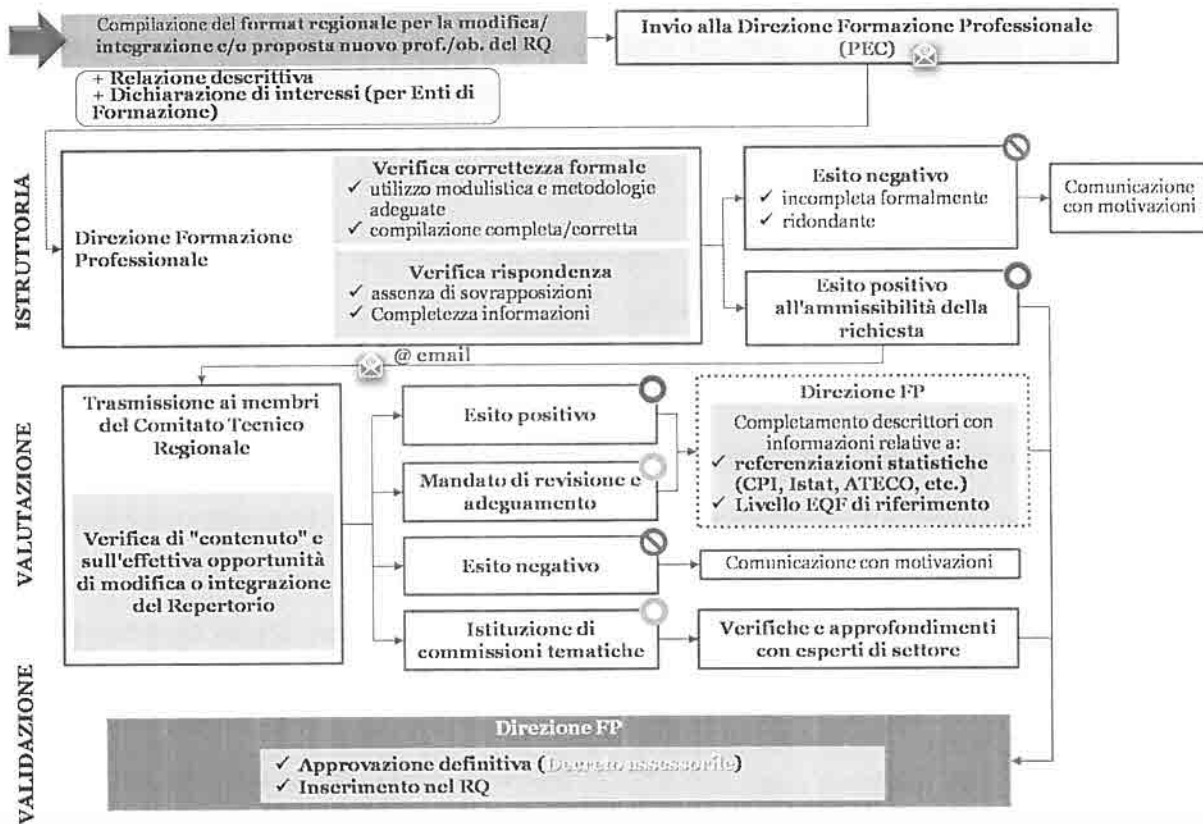 Compilazione del format regionale per la modifica/
integrazione e/o proposta nuovo prof./ob. del RQ
Invio alla Direzione Formazione Professionale
(PEC)
+ Relazione descrittiva
+ Dichiarazione di interessi (per Enti di
Formazione)
ISTRUTTORIA
Direzione Formazione
Professionale
Verifica correttezza formale
✓ utilizzo modulistica e metodologie
adeguate
✓ compilazione completa/corretta
Verifica rispondenza
✓ assenza di sovrapposizioni
✓ Completezza informazioni
Esito negativo
✓ incompleta formalmente
✓ ridondante
Comunicazione
con motivazioni
Esito positivo
all'ammissibilità della
richiesta
@ email
VALUTAZIONE
Trasmissione ai membri
del Comitato Tecnico
Regionale
Verifica di "contenuto" e
sull'effettiva opportunità
di modifica o integrazione
del Repertorio
Esito positivo
Mandato di revisione e
adeguamento
Esito negativo
Istituzione di
commissioni tematiche
Direzione FP
Completamento descrittori con
informazioni relative a:
✓ referenziazioni statistiche
(CPI, Istat, ATECO, etc.)
✓ Livello EQF di riferimento
Comunicazione con motivazioni
Verifiche e approfondimenti
con esperti di settore
VALIDAZIONE
Direzione FP
✓ Approvazione definitiva (Decreto assessorile)
✓ Inserimento nel RQ